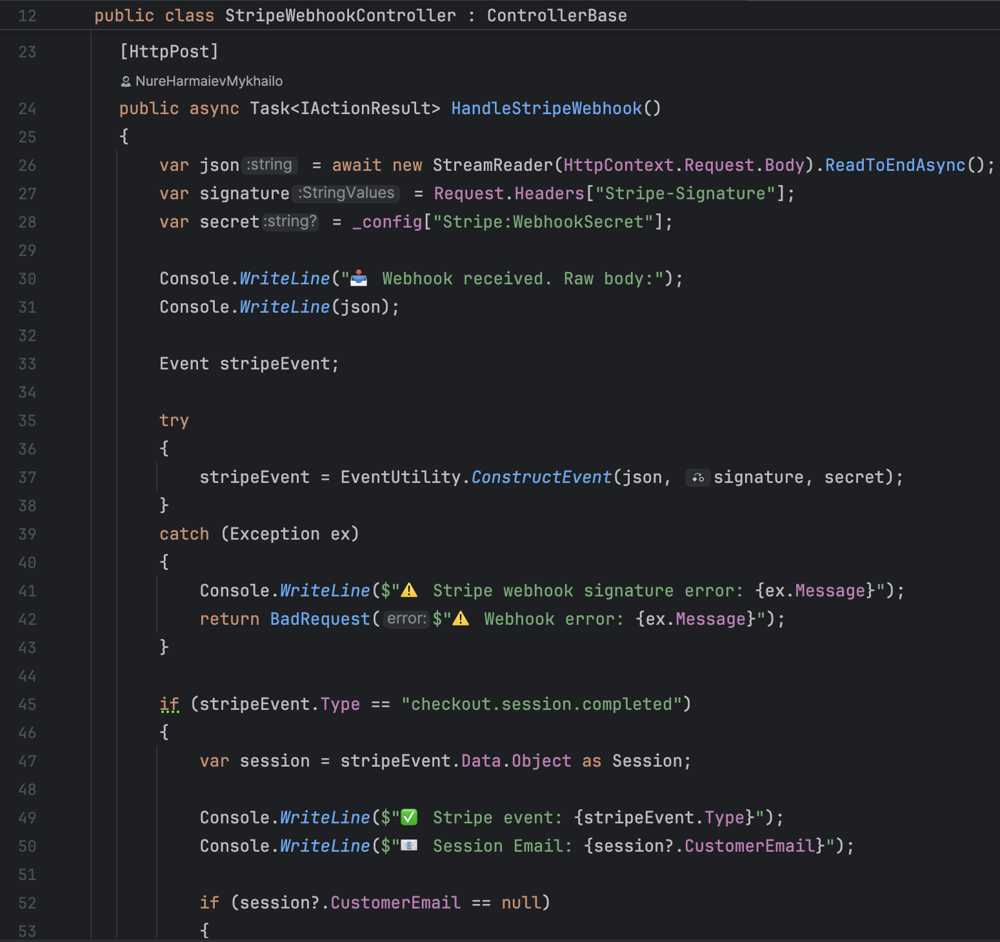 12 public class StripeWebhookController : ControllerBase
23 [HttpPost]
NureHarmaievMykhailo
24 public async Task<IActionResult> HandleStripeWebhook()
25 {
26 var json :string = await new StreamReader(HttpContext.Request.Body).ReadToEndAsync();
27 var signature :StringValues = Request.Headers["Stripe-Signature"];
28 var secret :string? = _config["Stripe:WebhookSecret"];
29
30 Console.WriteLine("📥 Webhook received. Raw body:");
31 Console.WriteLine(json);
32
33 Event stripeEvent;
34
35 try
36 {
37 stripeEvent = EventUtility.ConstructEvent(json, signature, secret);
38 }
39 catch (Exception ex)
40 {
41 Console.WriteLine($"⚠️ Stripe webhook signature error: {ex.Message}");
42 return BadRequest( error: $"⚠️ Webhook error: {ex.Message}");
43 }
44
45 if (stripeEvent.Type == "checkout.session.completed")
46 {
47 var session = stripeEvent.Data.Object as Session;
48
49 Console.WriteLine($"✅ Stripe event: {stripeEvent.Type}");
50 Console.WriteLine($"📧 Session Email: {session?.CustomerEmail}");
51
52 if (session?.CustomerEmail == null)
53 {